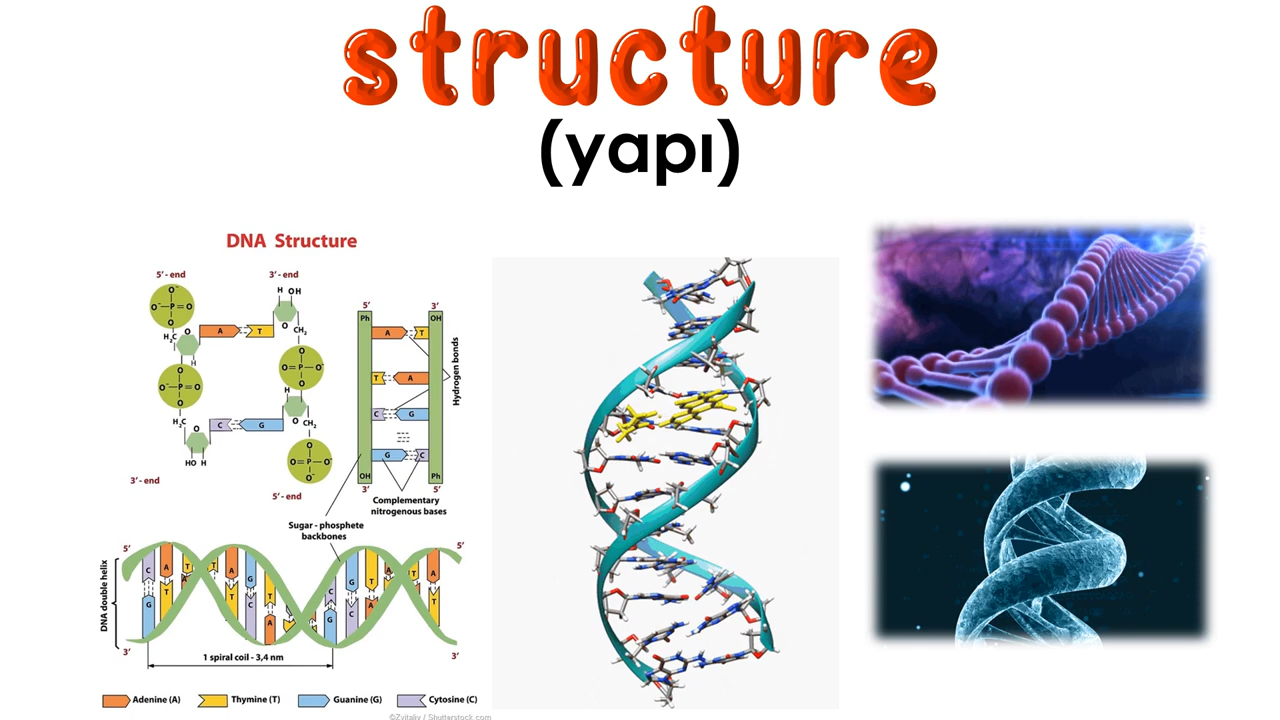 structure
(yapı)
DNA Structure
5' - end
3' - end
O⁻
O⁻ P O
O
H₂C O
H
A T
H OH
O
CH₂
O
O P O⁻
O
H
O
O⁻ P O
O
H₂C
O
HO H
C G
O CH₂
O
O P O⁻
O⁻
3' - end
5' - end
5'
3'
Ph
OH
A T
T A
C G
G C
OH
Ph
3'
5'
Hydrogen bonds
Complementary
nitrogenous bases
Sugar - phosphete
backbones
5'
5'
DNA double helix
C A T T A G T C G T A T A
G T A T C A G C A T
3'
3'
1 spiral coil - 3,4 nm
Adenine (A)
Thymine (T)
Guanine (G)
Cytosine (C)
©Zvitaliy / Shutterstock.com